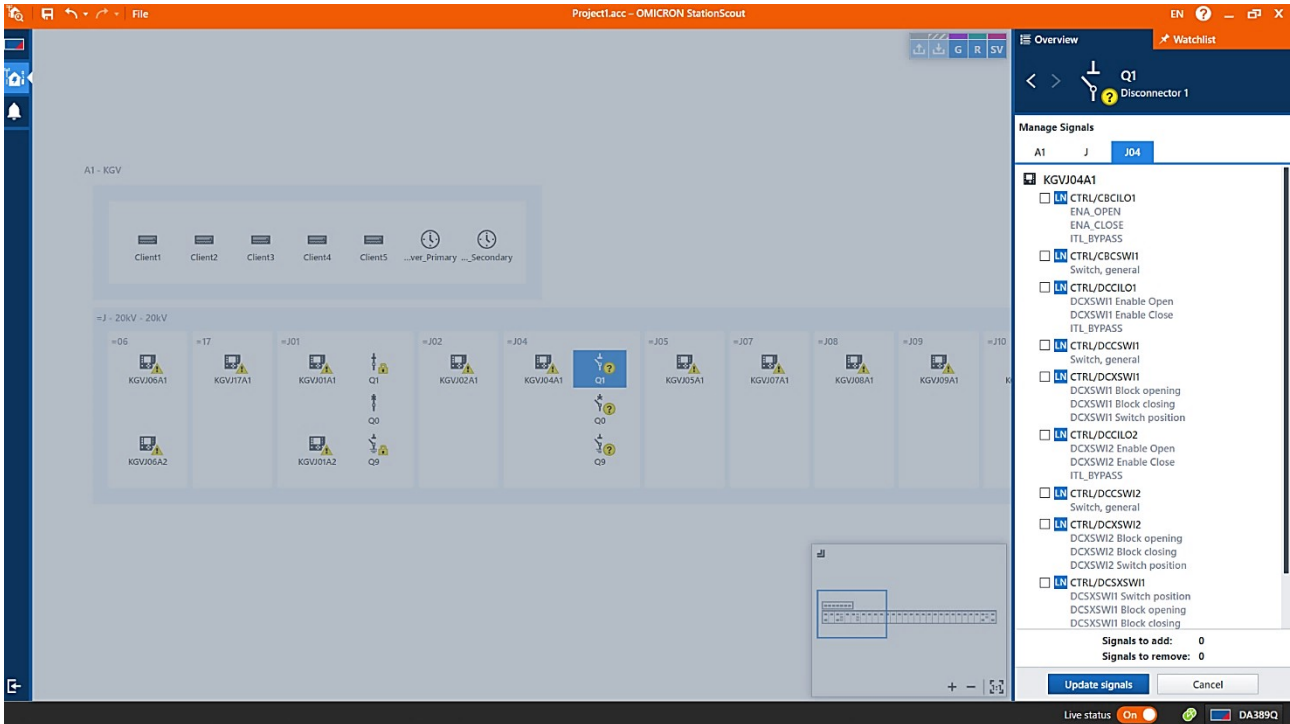 File
Project1.acc – OMICRON StationScout
EN
G R SV
Overview
Watchlist
Q1
Disconnector 1
Manage Signals
A1 J J04
KGVJ04A1
LN CTRL/CBCILO1
ENA_OPEN
ENA_CLOSE
ITL_BYPASS
LN CTRL/CBCSWI1
Switch, general
LN CTRL/DCCILO1
DCXSWI1 Enable Open
DCXSWI1 Enable Close
ITL_BYPASS
LN CTRL/DCCSWI1
Switch, general
LN CTRL/DCXSWI1
DCXSWI1 Block opening
DCXSWI1 Block closing
DCXSWI1 Switch position
LN CTRL/DCCILO2
DCXSWI2 Enable Open
DCXSWI2 Enable Close
ITL_BYPASS
LN CTRL/DCCSWI2
Switch, general
LN CTRL/DCXSWI2
DCXSWI2 Block opening
DCXSWI2 Block closing
DCXSWI2 Switch position
LN CTRL/DCSXSWI1
DCSXSWI1 Switch position
DCSXSWI1 Block opening
DCSXSWI1 Block closing
Signals to add: 0
Signals to remove: 0
Update signals
Cancel
A1 - KGV
Client1 Client2 Client3 Client4 Client5 ...ver_Primary ..._Secondary
=J - 20kV - 20kV
=06 =17 =J01 =J02 =J04 =J05 =J07 =J08 =J09 =J10
KGVJ06A1 KGVJ17A1 KGVJ01A1 Q1 KGVJ02A1 KGVJ04A1 Q1 KGVJ05A1 KGVJ07A1 KGVJ08A1 KGVJ09A1 K
Q0 Q0
KGVJ06A2 KGVJ01A2 Q9 Q9
Live status On
DA389Q